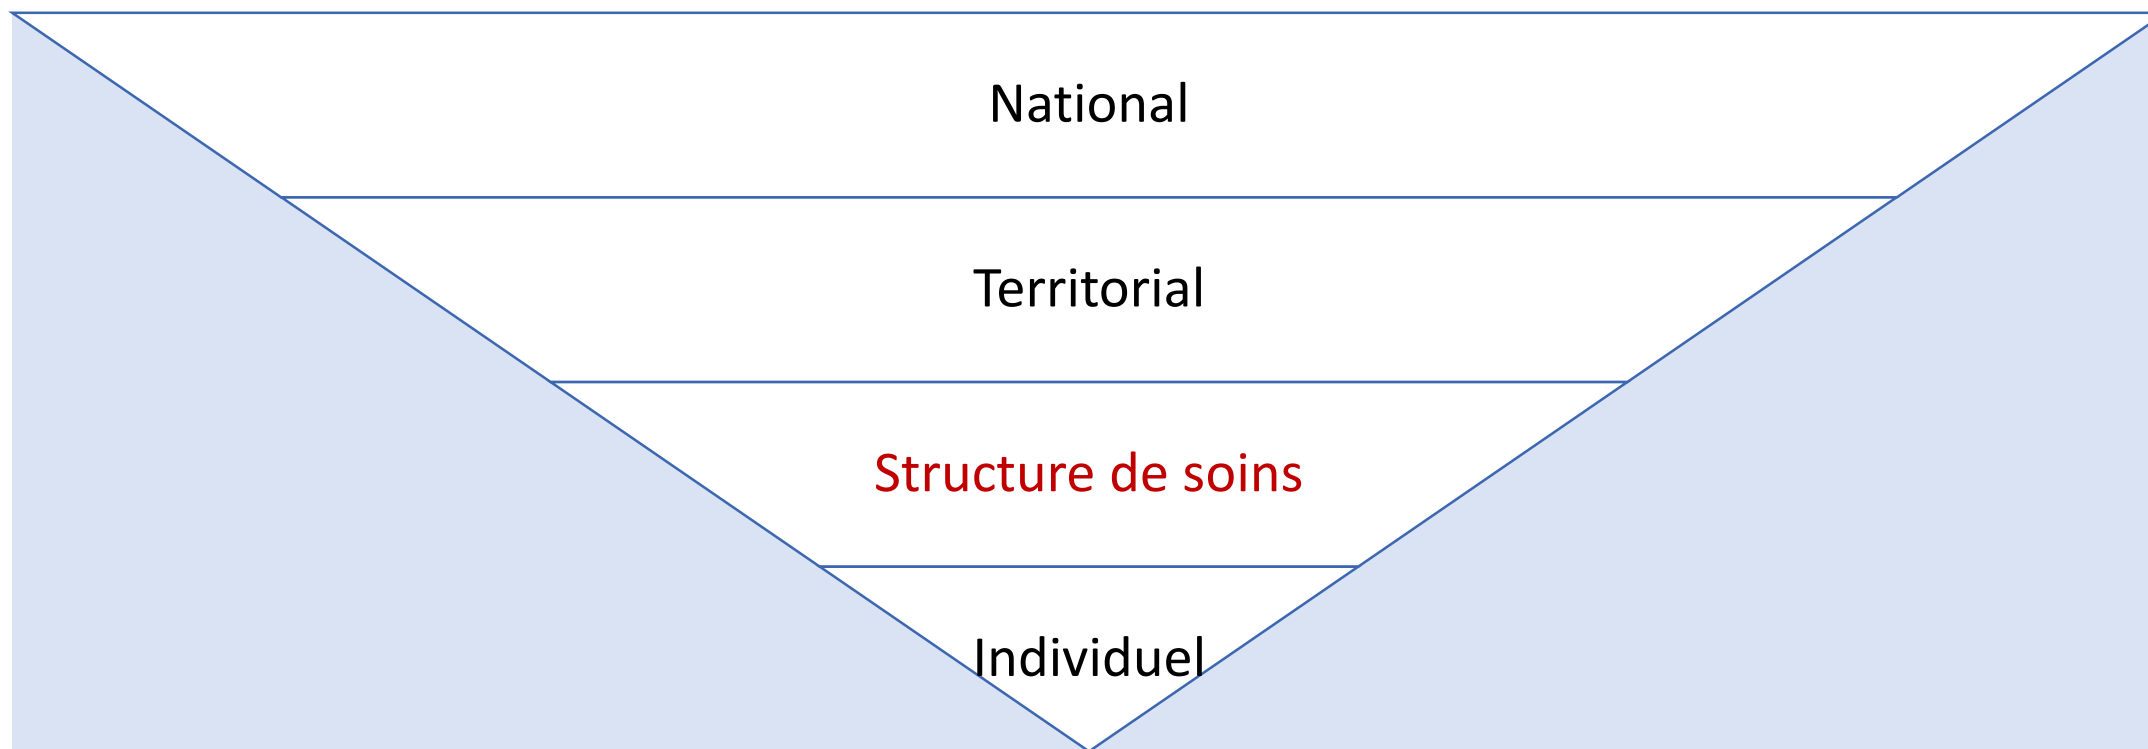 National
Territorial
Structure de soins
Individuel